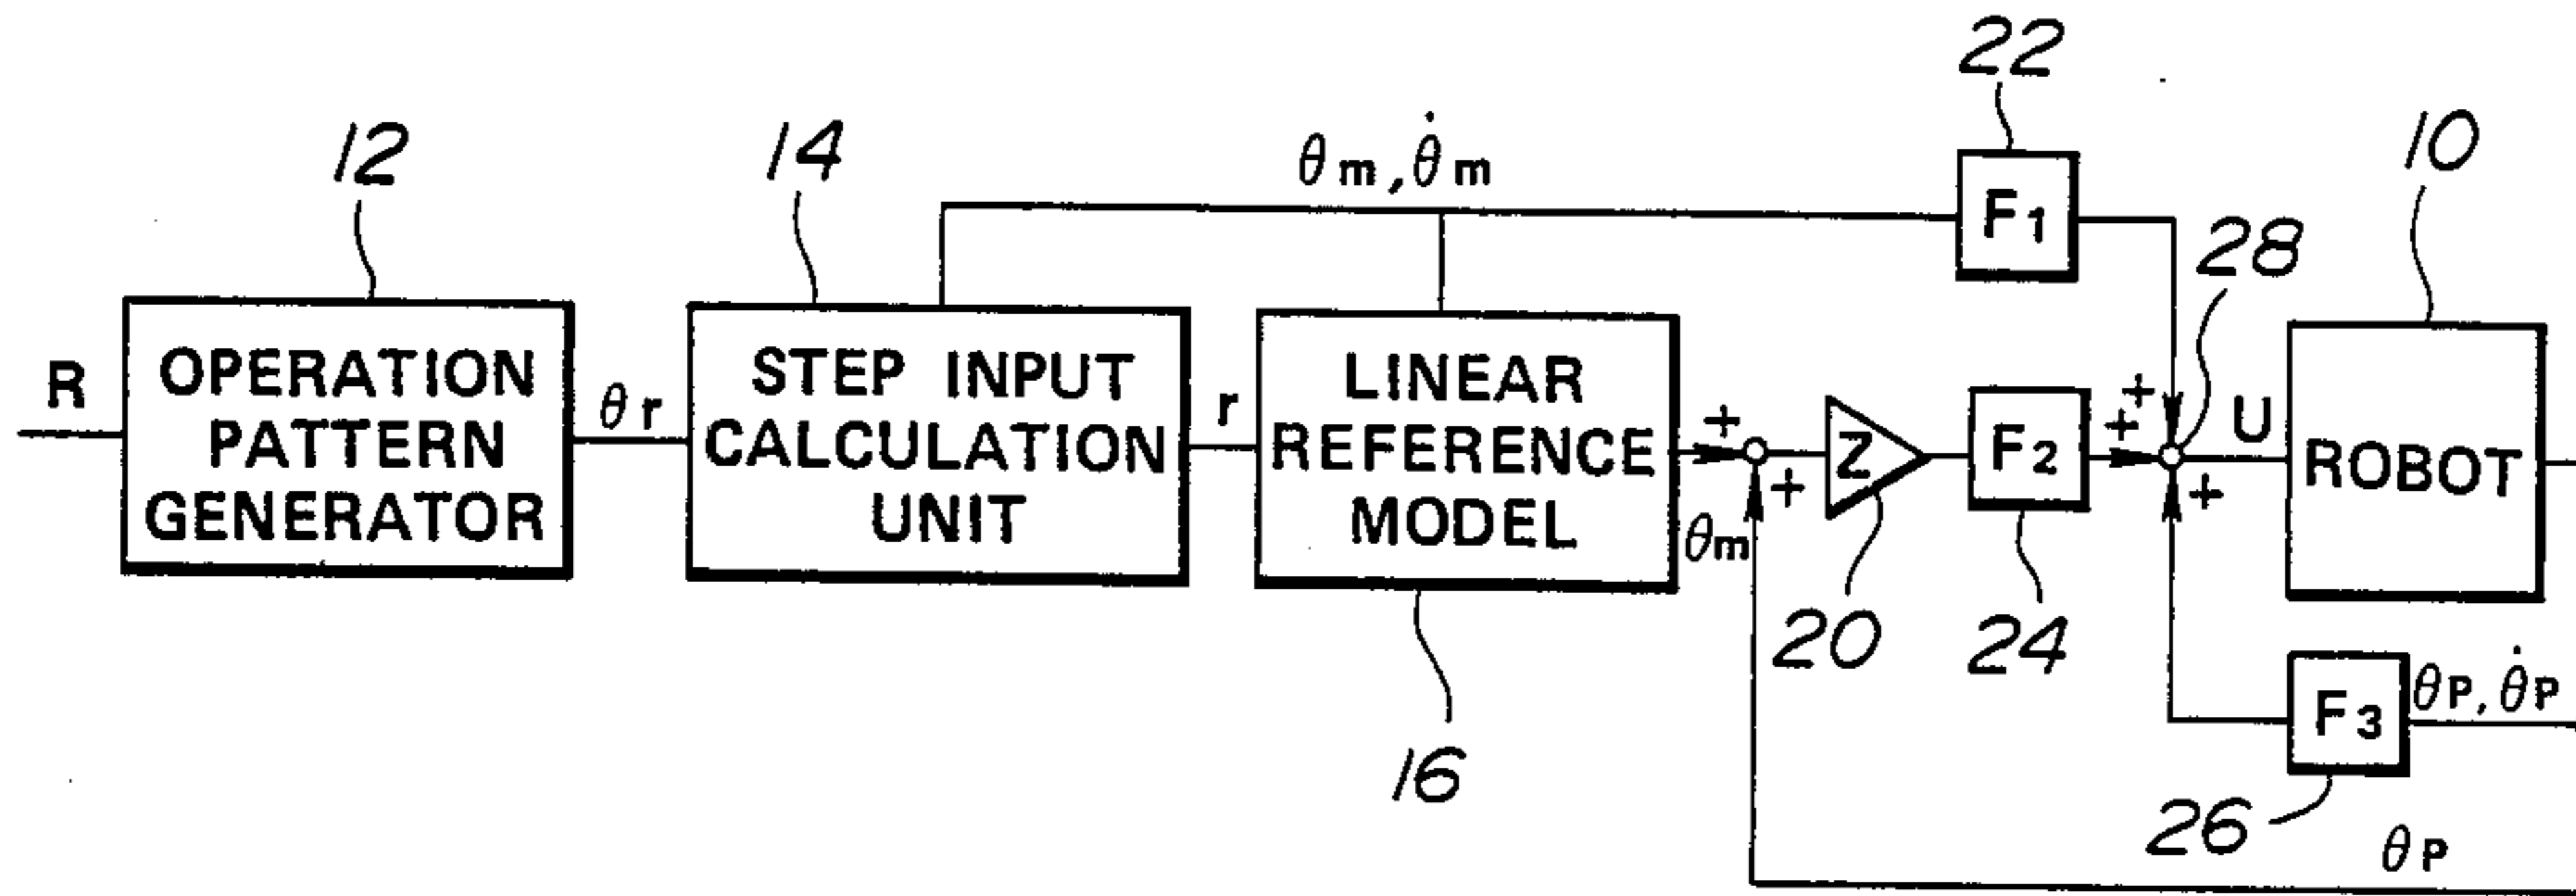 22
12
14
θm, θ̇m
10
F1
28
R
OPERATION
PATTERN
GENERATOR
θr
STEP INPUT
CALCULATION
UNIT
r
LINEAR
REFERENCE
MODEL
+
+
θm
Z
F2
+
+
+
U
ROBOT
20
24
16
F3
θP, θ̇P
26
θP